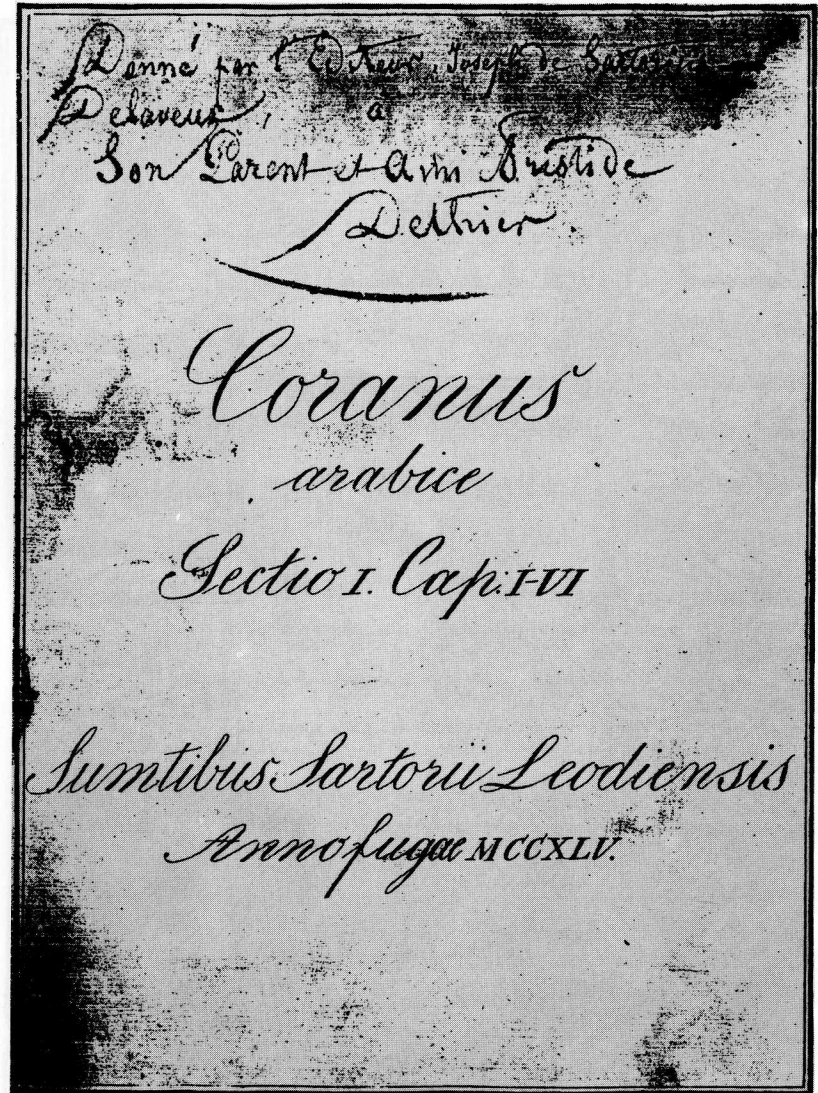 Donné par l'Editeur, Joseph de Sartorius
Delaveux, a
Son Parent et Ami Aristide
Dethier.
Coranus
arabice
Sectio I. Cap: I-VI
Sumtibus Sartorii Leodiensis
Anno fugae MCCXLV.